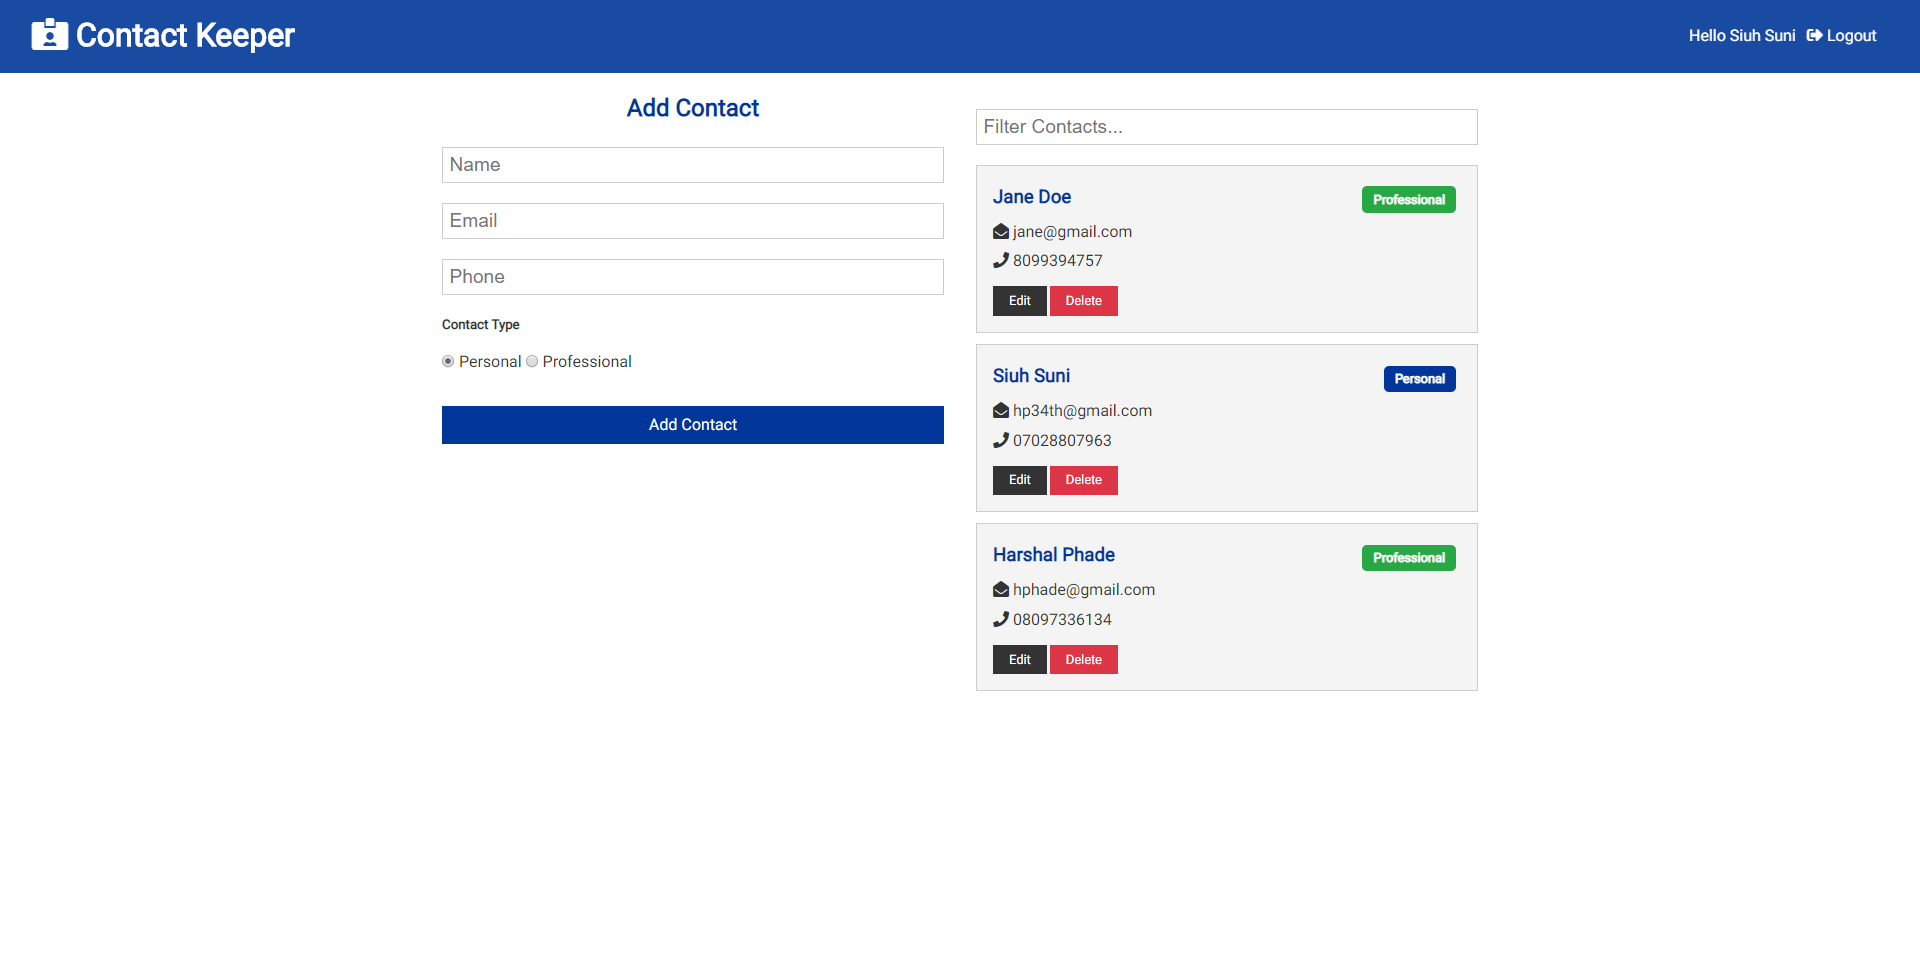 Contact Keeper
Hello Siuh Suni Logout
Add Contact
Name
Email
Phone
Contact Type
Personal Professional
Add Contact
Filter Contacts...
Jane Doe
Professional
jane@gmail.com
8099394757
Edit Delete
Siuh Suni
Personal
hp34th@gmail.com
07028807963
Edit Delete
Harshal Phade
Professional
hphade@gmail.com
08097336134
Edit Delete